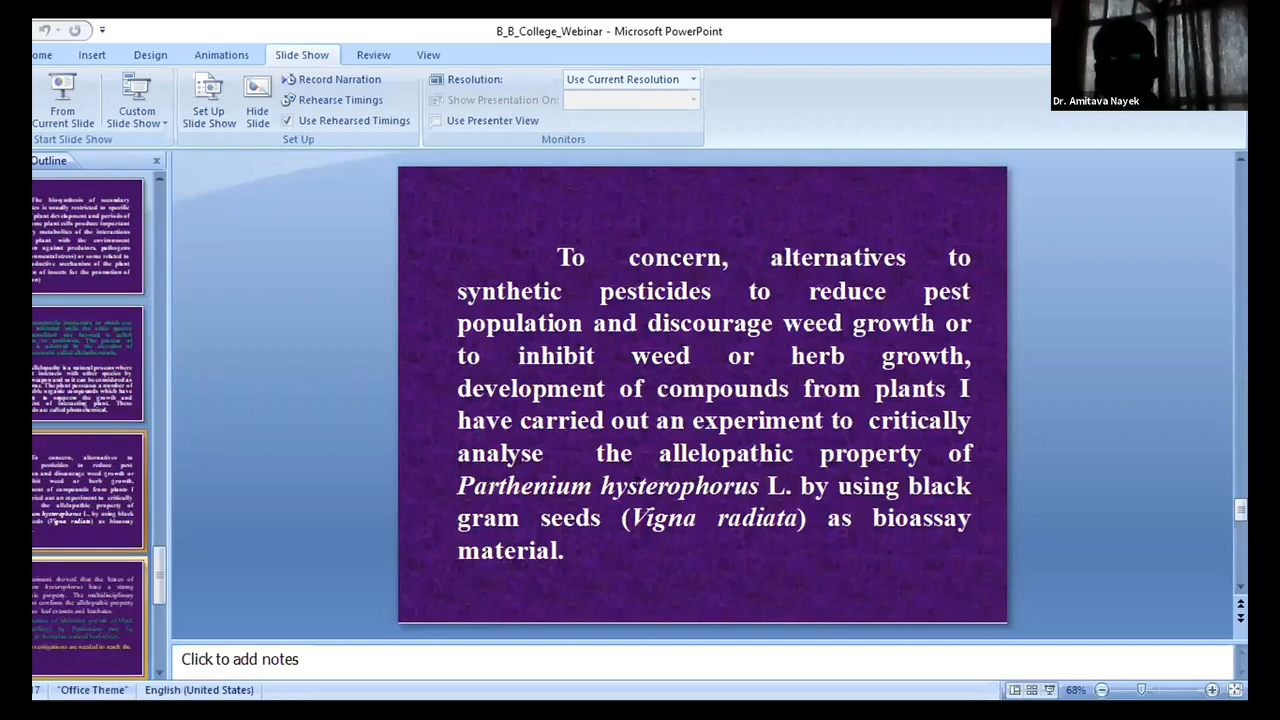 B_B_College_Webinar - Microsoft PowerPoint
ome Insert Design Animations Slide Show Review View
From
Current Slide
Custom
Slide Show
Start Slide Show
Set Up
Slide Show
Hide
Slide
Record Narration
Rehearse Timings
Use Rehearsed Timings
Set Up
Resolution: Use Current Resolution
Show Presentation On:
Use Presenter View
Monitors
Dr. Amitava Nayek
Outline
To concern, alternatives to
synthetic pesticides to reduce pest
population and discourage weed growth or
to inhibit weed or herb growth,
development of compounds from plants I
have carried out an experiment to critically
analyse the allelopathic property of
Parthenium hysterophorus L. by using black
gram seeds (Vigna radiata) as bioassay
material.
Click to add notes
17 "Office Theme" English (United States) 68%